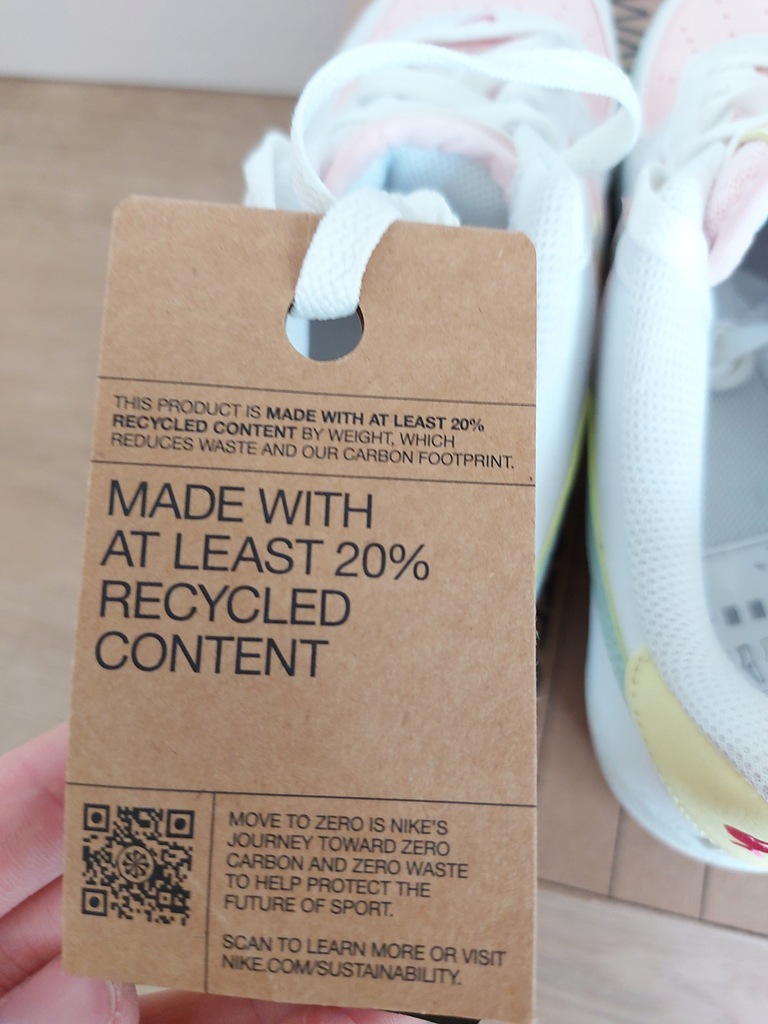 THIS PRODUCT IS MADE WITH AT LEAST 20%
RECYCLED CONTENT BY WEIGHT, WHICH
REDUCES WASTE AND OUR CARBON FOOTPRINT.
MADE WITH
AT LEAST 20%
RECYCLED
CONTENT
MOVE TO ZERO IS NIKE'S
JOURNEY TOWARD ZERO
CARBON AND ZERO WASTE
TO HELP PROTECT THE
FUTURE OF SPORT.
SCAN TO LEARN MORE OR VISIT
NIKE.COM/SUSTAINABILITY.